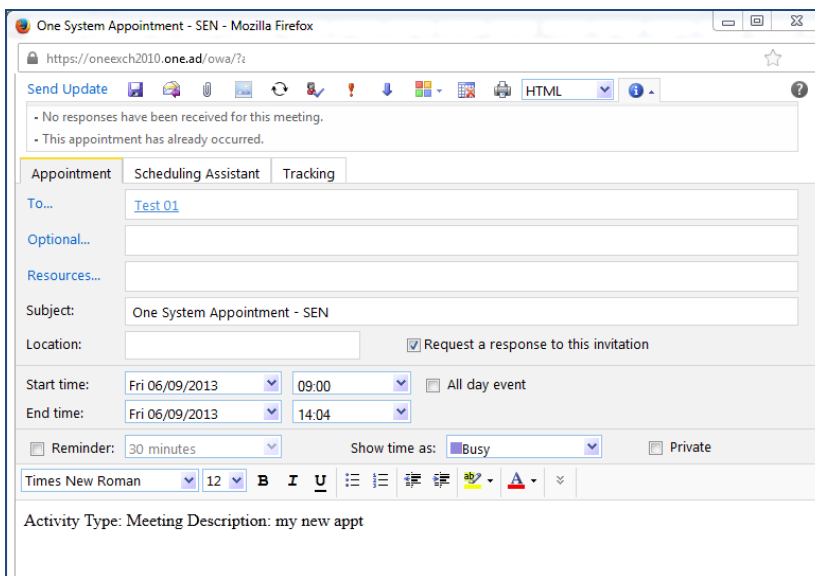 One System Appointment - SEN - Mozilla Firefox
https://oneexch2010.one.ad/owa/?a
Send Update HTML
- No responses have been received for this meeting.
- This appointment has already occurred.
Appointment Scheduling Assistant Tracking
To... Test 01
Optional...
Resources...
Subject: One System Appointment - SEN
Location: Request a response to this invitation
Start time: Fri 06/09/2013 09:00 All day event
End time: Fri 06/09/2013 14:04
Reminder: 30 minutes Show time as: Busy Private
Times New Roman 12 B I U ab A
Activity Type: Meeting Description: my new appt